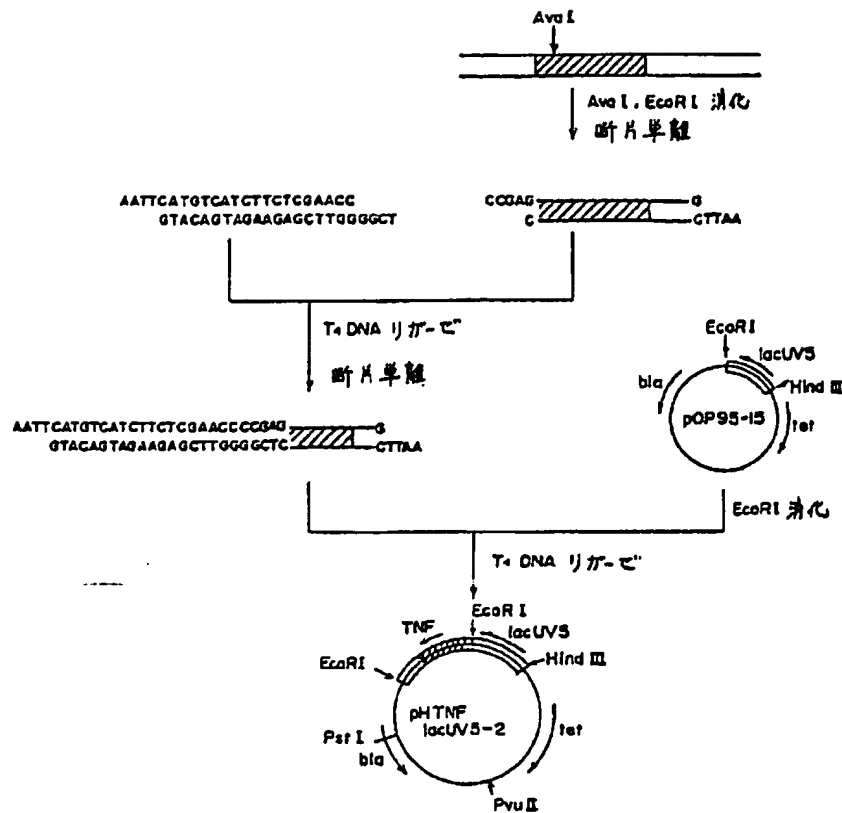 Ava I
Ava I. EcoR I 消化
断片単離
AATTCATGTCATCTTCTCGAACC
GTACAGTAGAAGAGCTTGGGGCT
CCGAG
G
G
CTTAA
T4 DNA リガーゼ
断片単離
AATTCATGTCATCTTCTCGAACCCCGAG
G
GTACAGTAGAAGAGCTTGGGGCTC
CTTAA
EcoRI
lacUV5
bla
Hind III
pOP95-15
tet
EcoRI 消化
T4 DNA リガーゼ
EcoR I
TNF
lacUV5
EcoRI
Hind III
pHTNF
lacUV5-2
Pst I
bla
tet
Pvu II